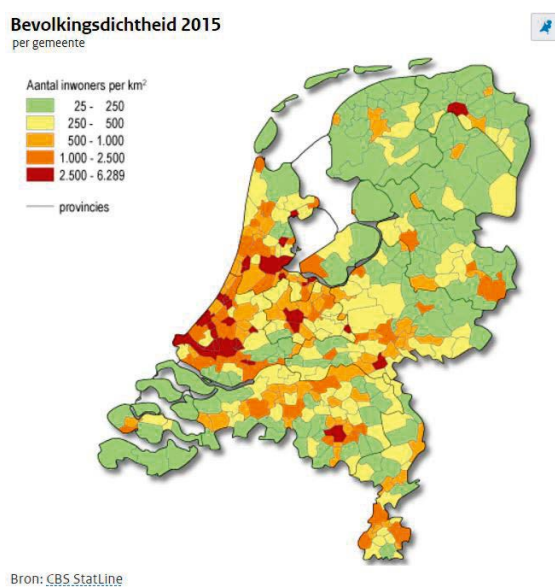 Bevolkingsdichtheid 2015
per gemeente
Aantal inwoners per km²
25 - 250
250 - 500
500 - 1.000
1.000 - 2.500
2.500 - 6.289
provincies
Bron: CBS StatLine